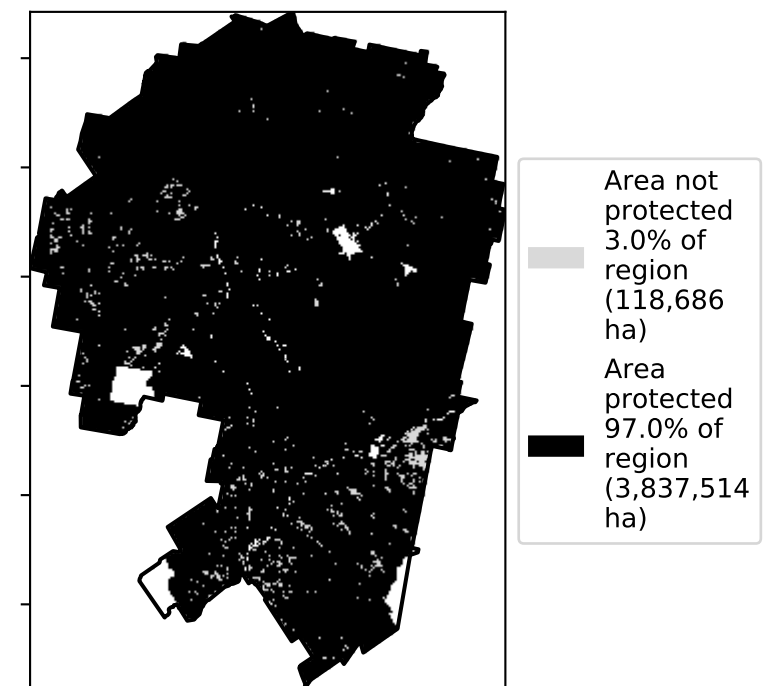 Area not
protected
3.0% of
region
(118,686
ha)
Area
protected
97.0% of
region
(3,837,514
ha)